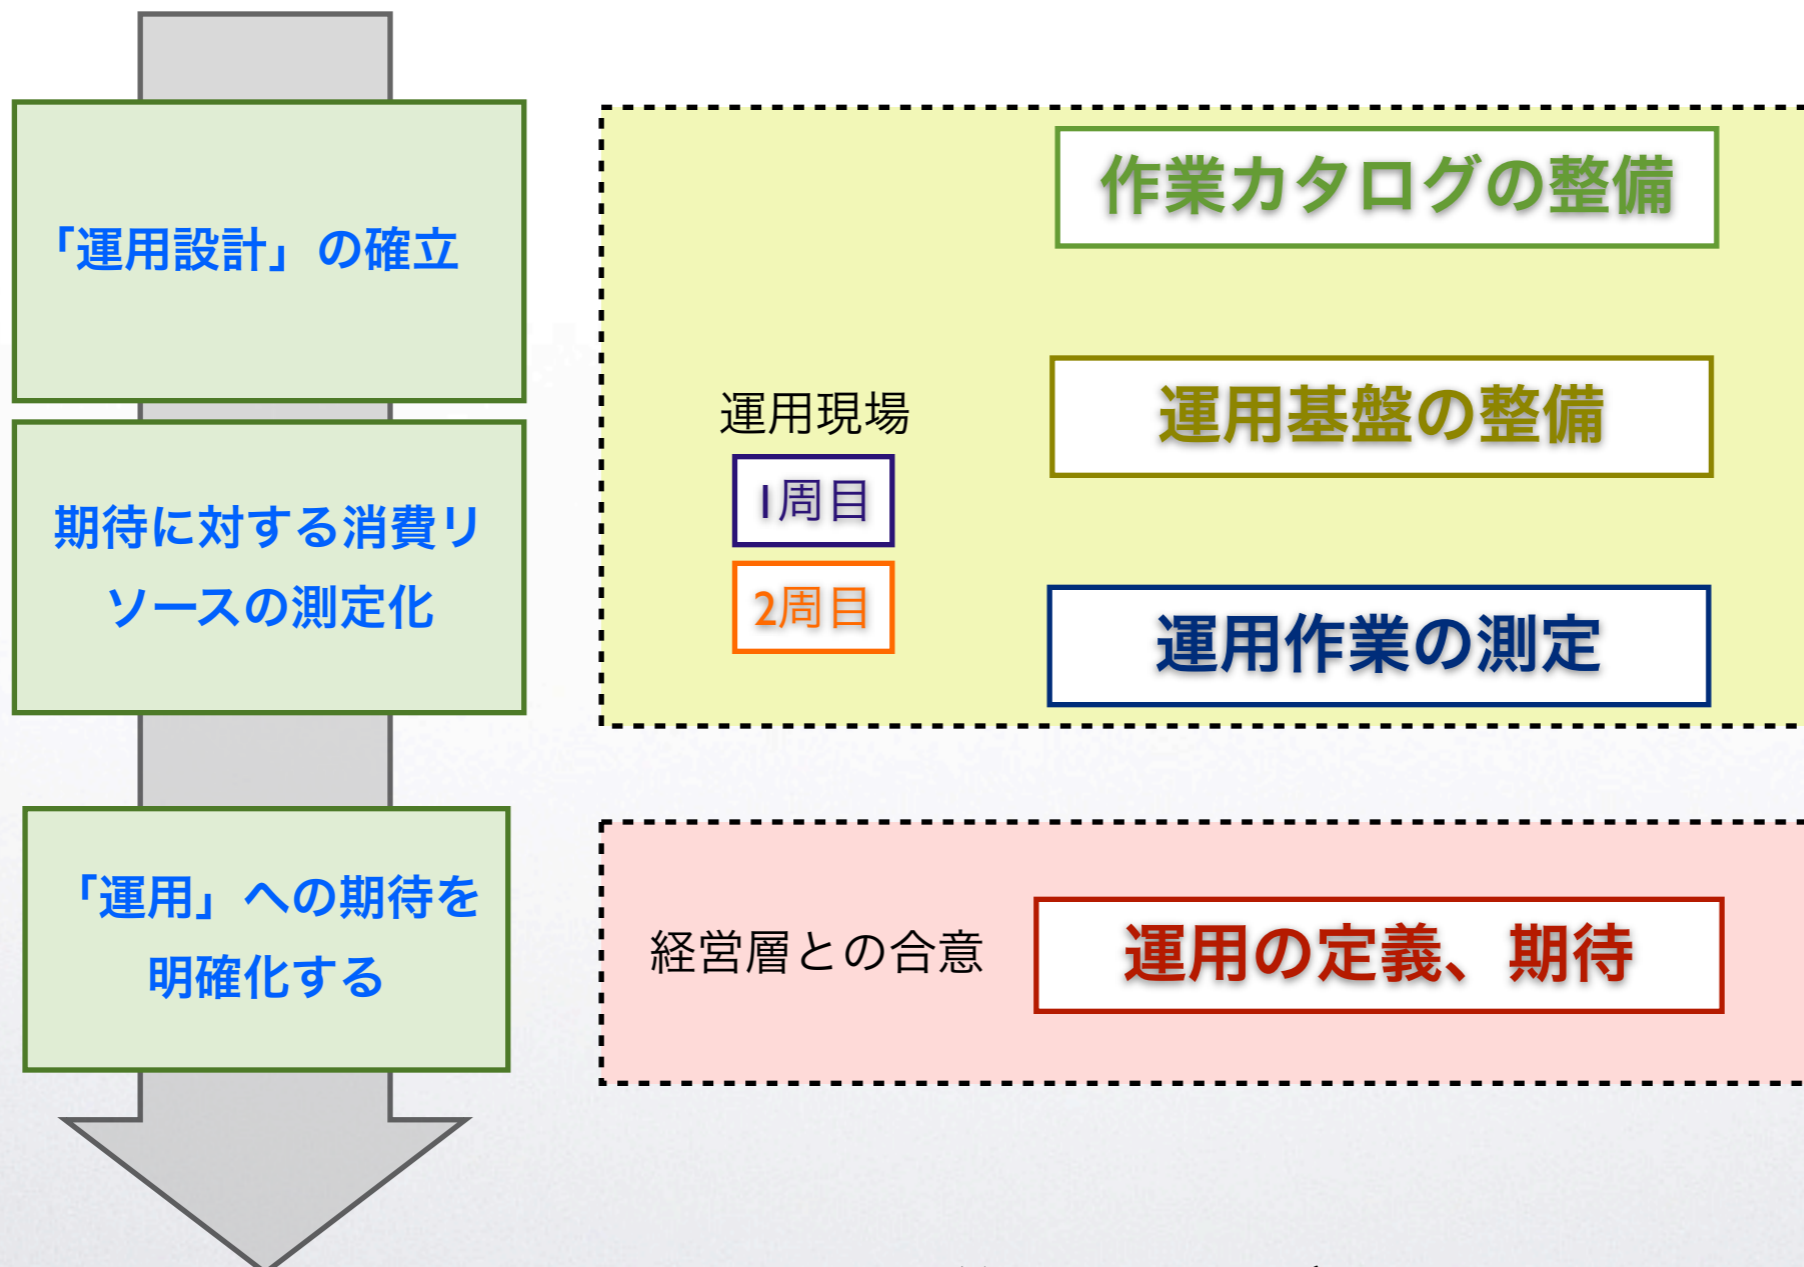 「運用設計」の確立
期待に対する消費リ
ソースの測定化
「運用」への期待を
明確化する
作業カタログの整備
運用現場
1周目
2周目
運用基盤の整備
運用作業の測定
経営層との合意
運用の定義、期待